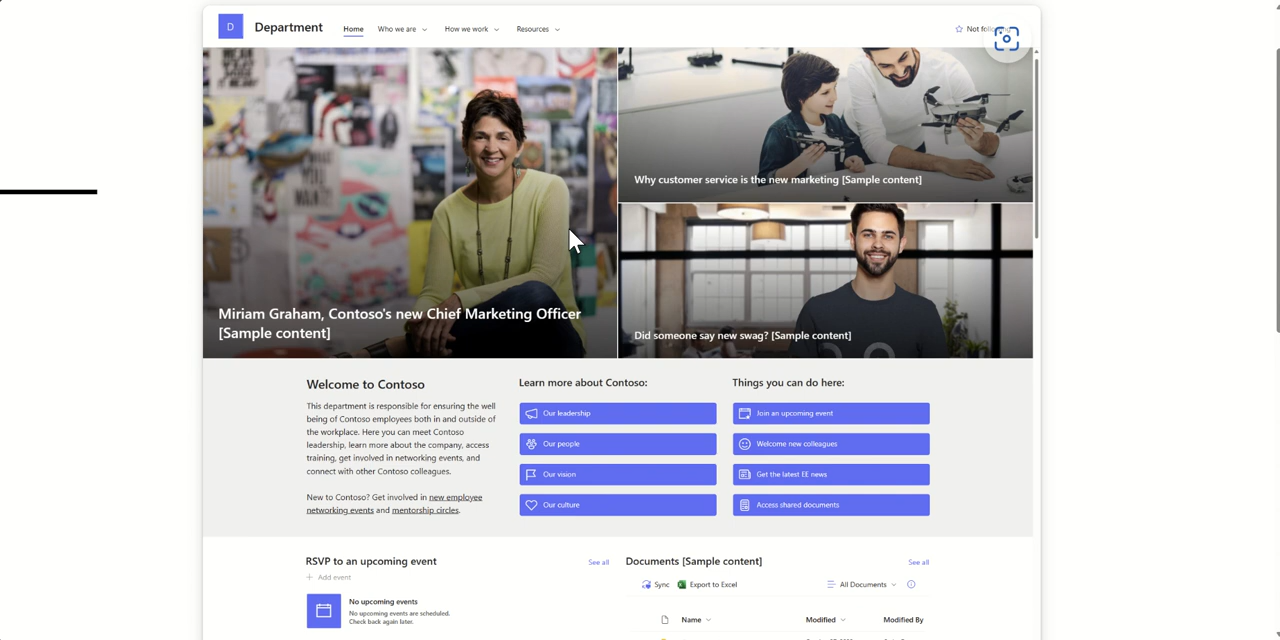 D
Department
Home
Who we are
How we work
Resources
Not
Miriam Graham, Contoso's new Chief Marketing Officer
[Sample content]
Why customer service is the new marketing [Sample content]
Did someone say new swag? [Sample content]
Welcome to Contoso
This department is responsible for ensuring the well
being of Contoso employees both in and outside of
the workplace. Here you can meet Contoso
leadership, learn more about the company, access
training, get involved in networking events, and
connect with other Contoso colleagues.
New to Contoso? Get involved in new employee
networking events and mentorship circles.
Learn more about Contoso:
Our leadership
Our people
Our vision
Our culture
Things you can do here:
Join an upcoming event
Welcome new colleagues
Get the latest EE news
Access shared documents
RSVP to an upcoming event
See all
+ Add event
No upcoming events
No upcoming events are scheduled.
Check back again later.
Documents [Sample content]
See all
Sync
Export to Excel
All Documents
Name
Modified
Modified By